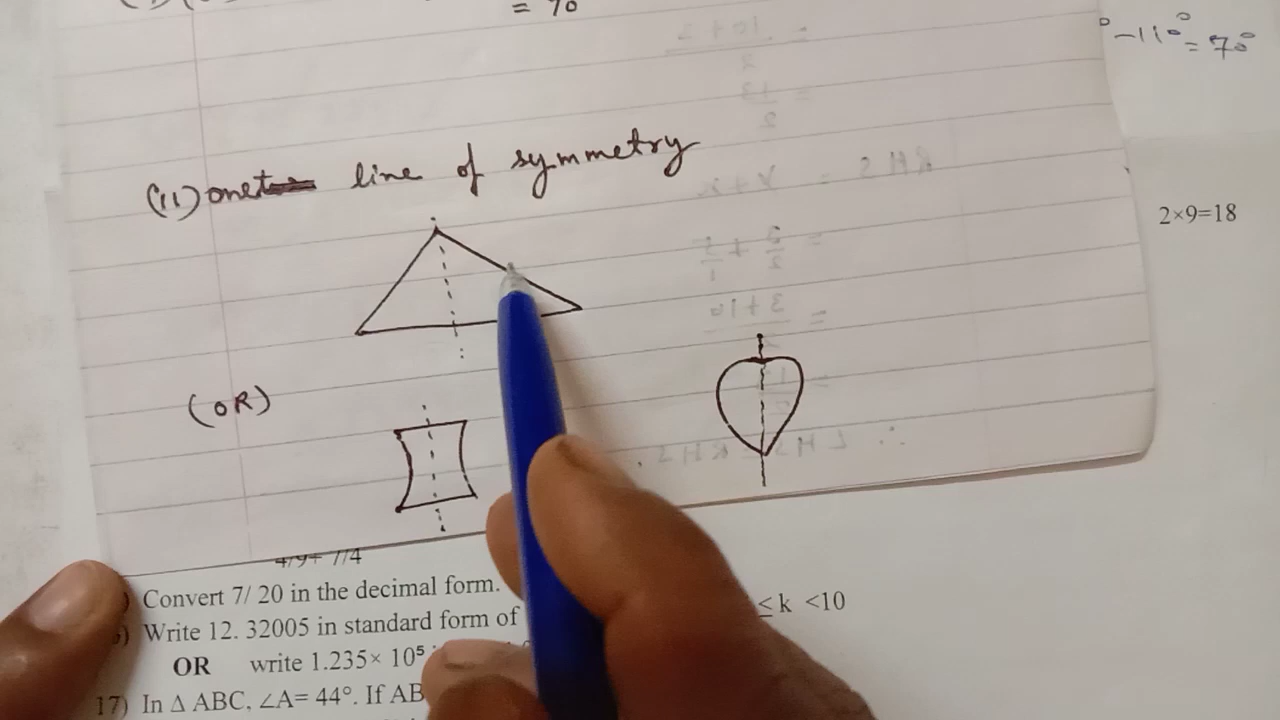 = 70
−11° = 70°
(ii) one line of symmetry
2×9=18
(OR)
4/9+ 7/4
) Convert 7/ 20 in the decimal form.
) Write 12. 32005 in standard form of
≤k <10
OR write 1.235× 10⁵
17) In Δ ABC, ∠A= 44°. If AB